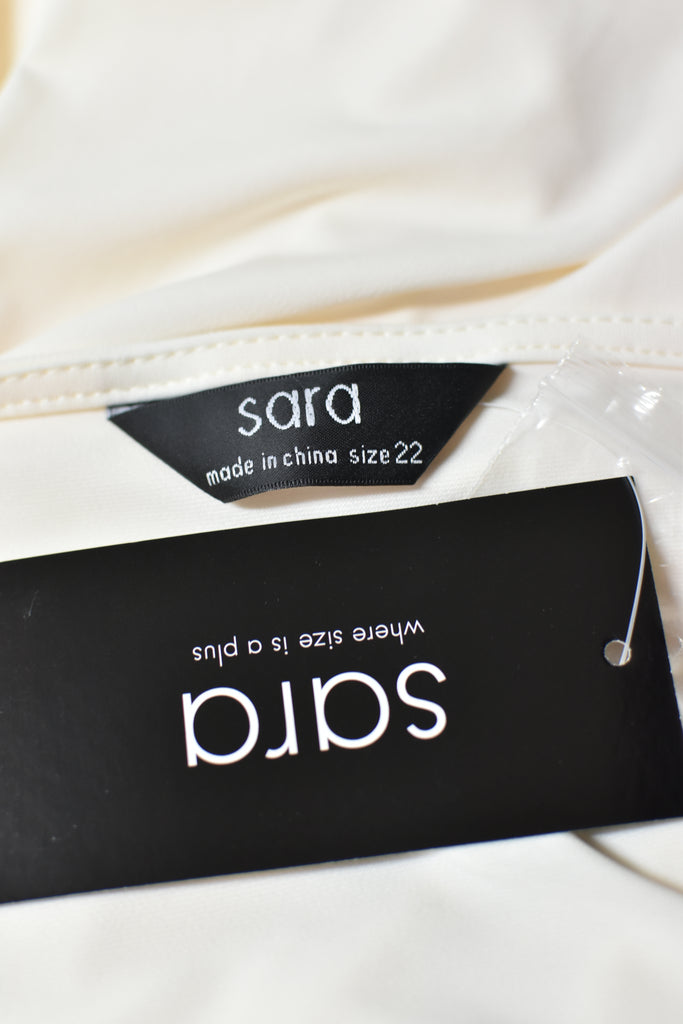 sara
made in china size 22
sara
where size is a plus